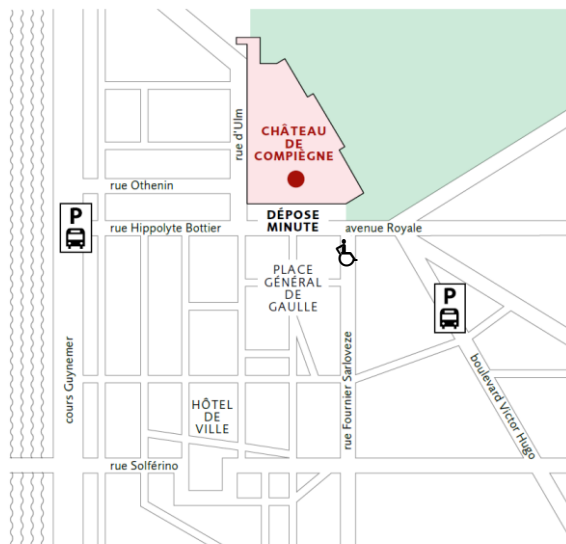 rue d'Ulm
CHÂTEAU
DE
COMPIÈGNE
rue Othenin
P
rue Hippolyte Bottier
DÉPOSE
MINUTE
avenue Royale
PLACE
GÉNÉRAL
DE
GAULLE
P
cours Guynemer
rue Fournier Sarloveze
boulevard Victor Hugo
HÔTEL
DE
VILLE
rue Solférino